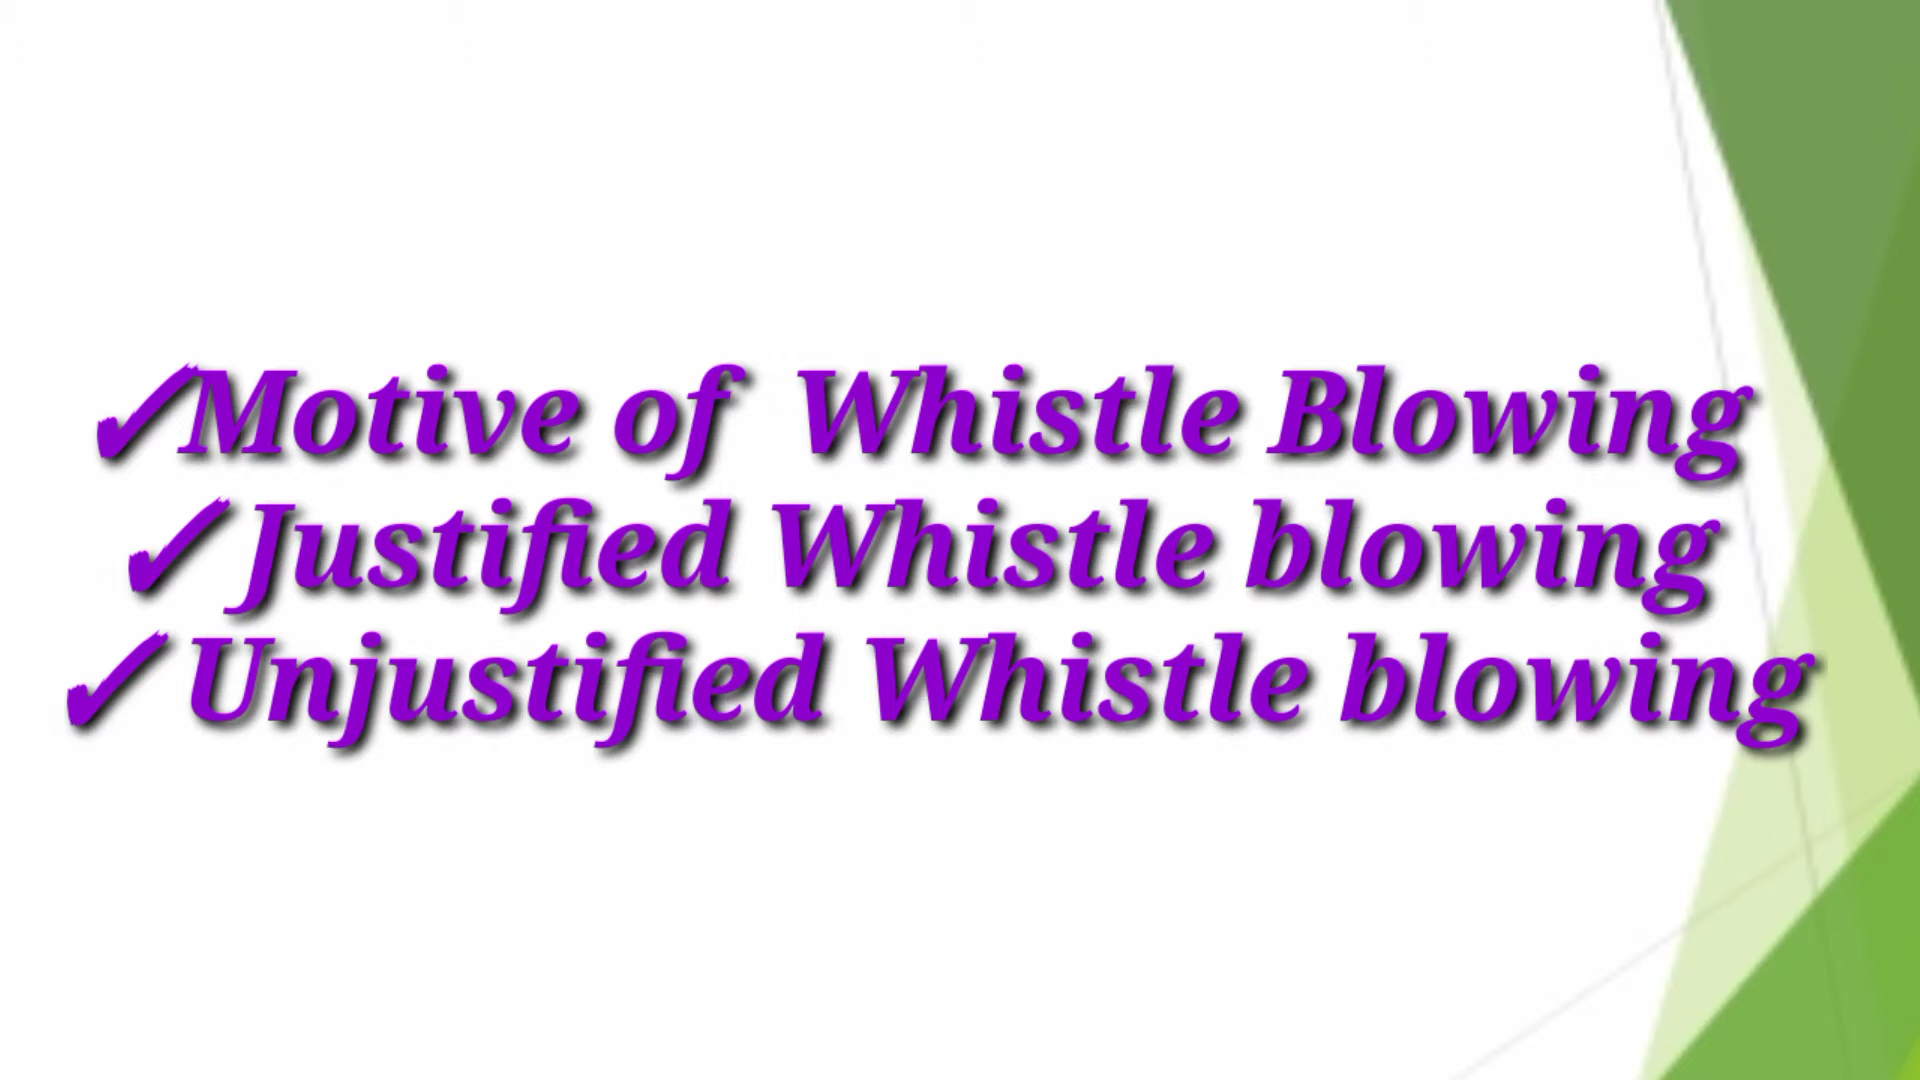 ✓Motive of Whistle Blowing
✓ Justified Whistle blowing
✓ Unjustified Whistle blowing